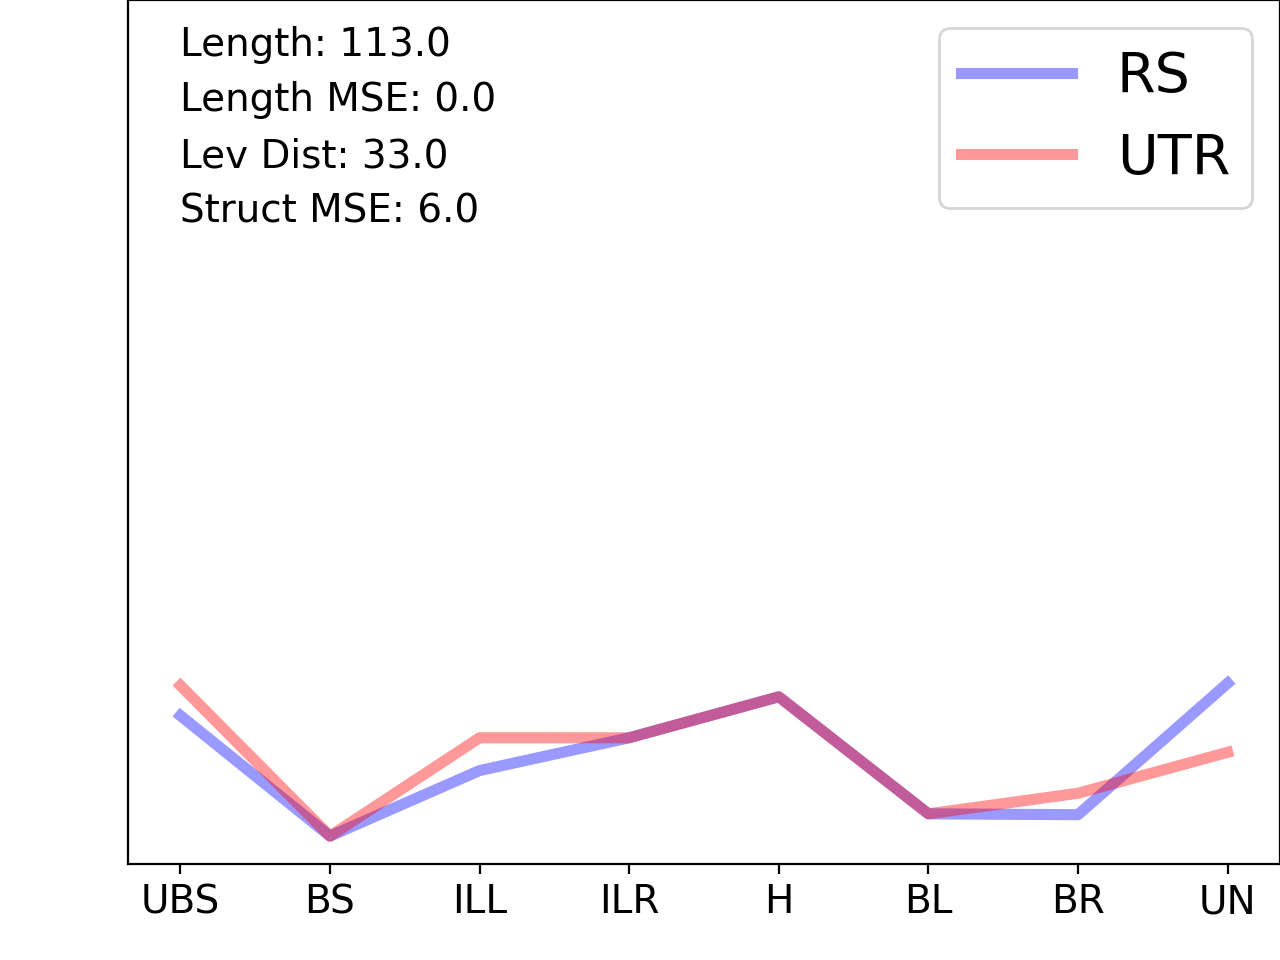 Length: 113.0
Length MSE: 0.0
Lev Dist: 33.0
Struct MSE: 6.0
RS
UTR
UBS BS ILL ILR H BL BR UN